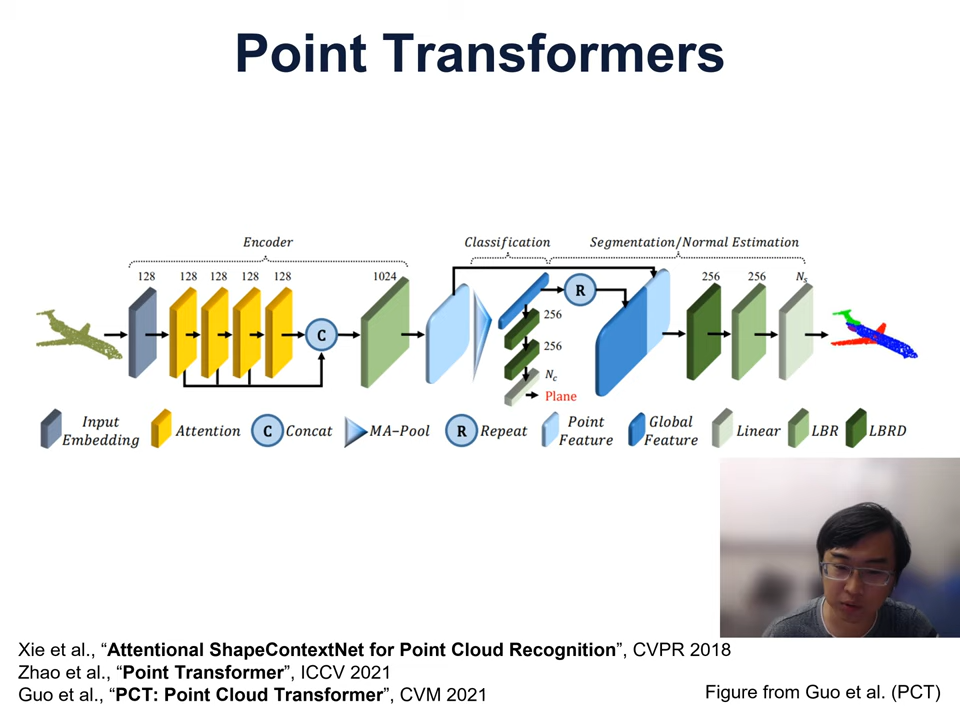 Point Transformers
Encoder
Classification
Segmentation/Normal Estimation
128
128
128
128
128
1024
256
256
N_s
256
256
N_c
C
R
Plane
Input Embedding
Attention
C Concat
MA-Pool
R Repeat
Point Feature
Global Feature
Linear
LBR
LBRD
Xie et al., “Attentional ShapeContextNet for Point Cloud Recognition”, CVPR 2018
Zhao et al., “Point Transformer”, ICCV 2021
Guo et al., “PCT: Point Cloud Transformer”, CVM 2021
Figure from Guo et al. (PCT)